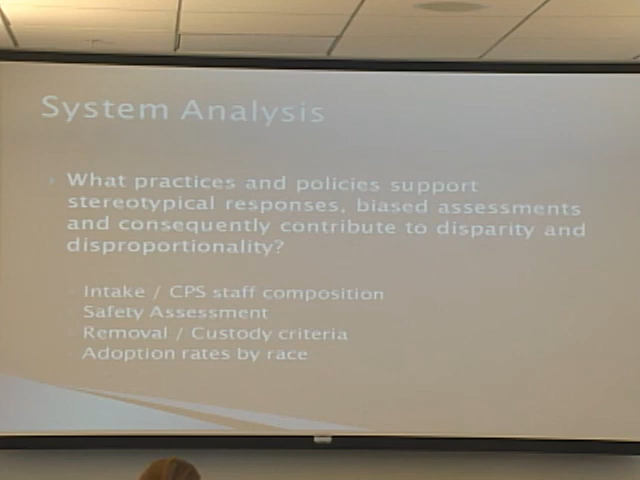 System Analysis
What practices and policies support
stereotypical responses, biased assessments
and consequently contribute to disparity and
disproportionality?
Intake / CPS staff composition
Safety Assessment
Removal / Custody criteria
Adoption rates by race